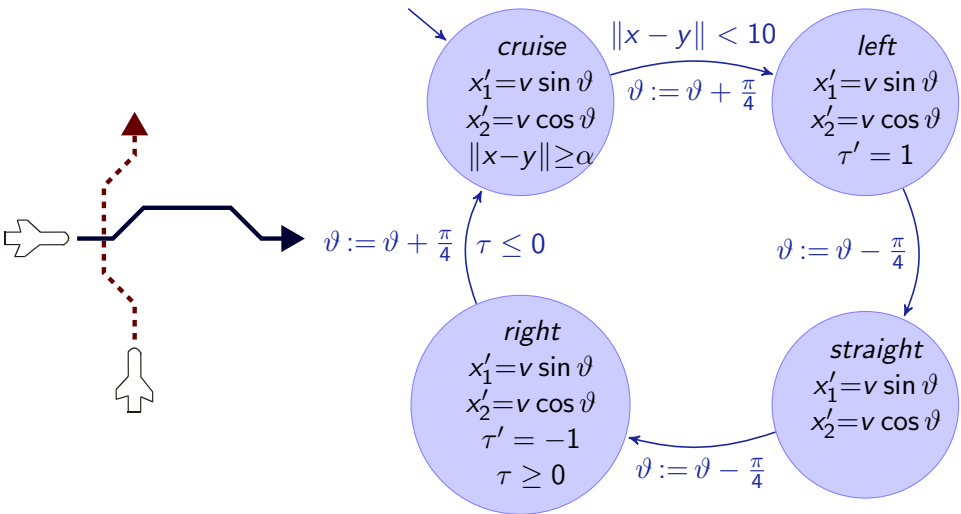 cruise
x′₁=v sin ϑ
x′₂=v cos ϑ
‖x−y‖≥α
‖x − y‖ < 10
ϑ := ϑ + π/4
left
x′₁=v sin ϑ
x′₂=v cos ϑ
τ′ = 1
ϑ := ϑ − π/4
straight
x′₁=v sin ϑ
x′₂=v cos ϑ
ϑ := ϑ − π/4
right
x′₁=v sin ϑ
x′₂=v cos ϑ
τ′ = −1
τ ≥ 0
ϑ := ϑ + π/4
τ ≤ 0